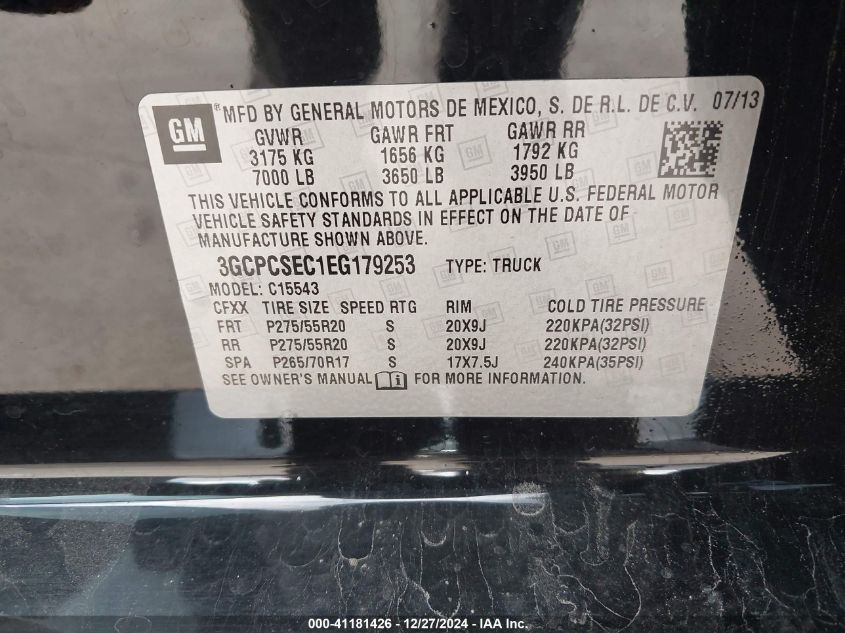 GM ® MFD BY GENERAL MOTORS DE MEXICO, S. DE R.L. DE C.V. 07/13
GVWR GAWR FRT GAWR RR
3175 KG 1656 KG 1792 KG
7000 LB 3650 LB 3950 LB
THIS VEHICLE CONFORMS TO ALL APPLICABLE U.S. FEDERAL MOTOR
VEHICLE SAFETY STANDARDS IN EFFECT ON THE DATE OF
MANUFACTURE SHOWN ABOVE.
3GCPCSEC1EG179253 TYPE: TRUCK
MODEL: C15543
CFXX TIRE SIZE SPEED RTG RIM COLD TIRE PRESSURE
FRT P275/55R20 S 20X9J 220KPA(32PSI)
RR P275/55R20 S 20X9J 220KPA(32PSI)
SPA P265/70R17 S 17X7.5J 240KPA(35PSI)
SEE OWNER'S MANUAL FOR MORE INFORMATION.
000-41181426 - 12/27/2024 - IAA Inc.